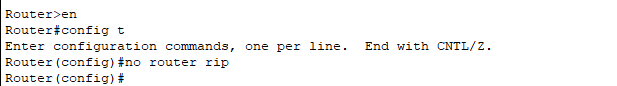 Router>en
Router#config t
Enter configuration commands, one per line.  End with CNTL/Z.
Router(config)#no router rip
Router(config)#